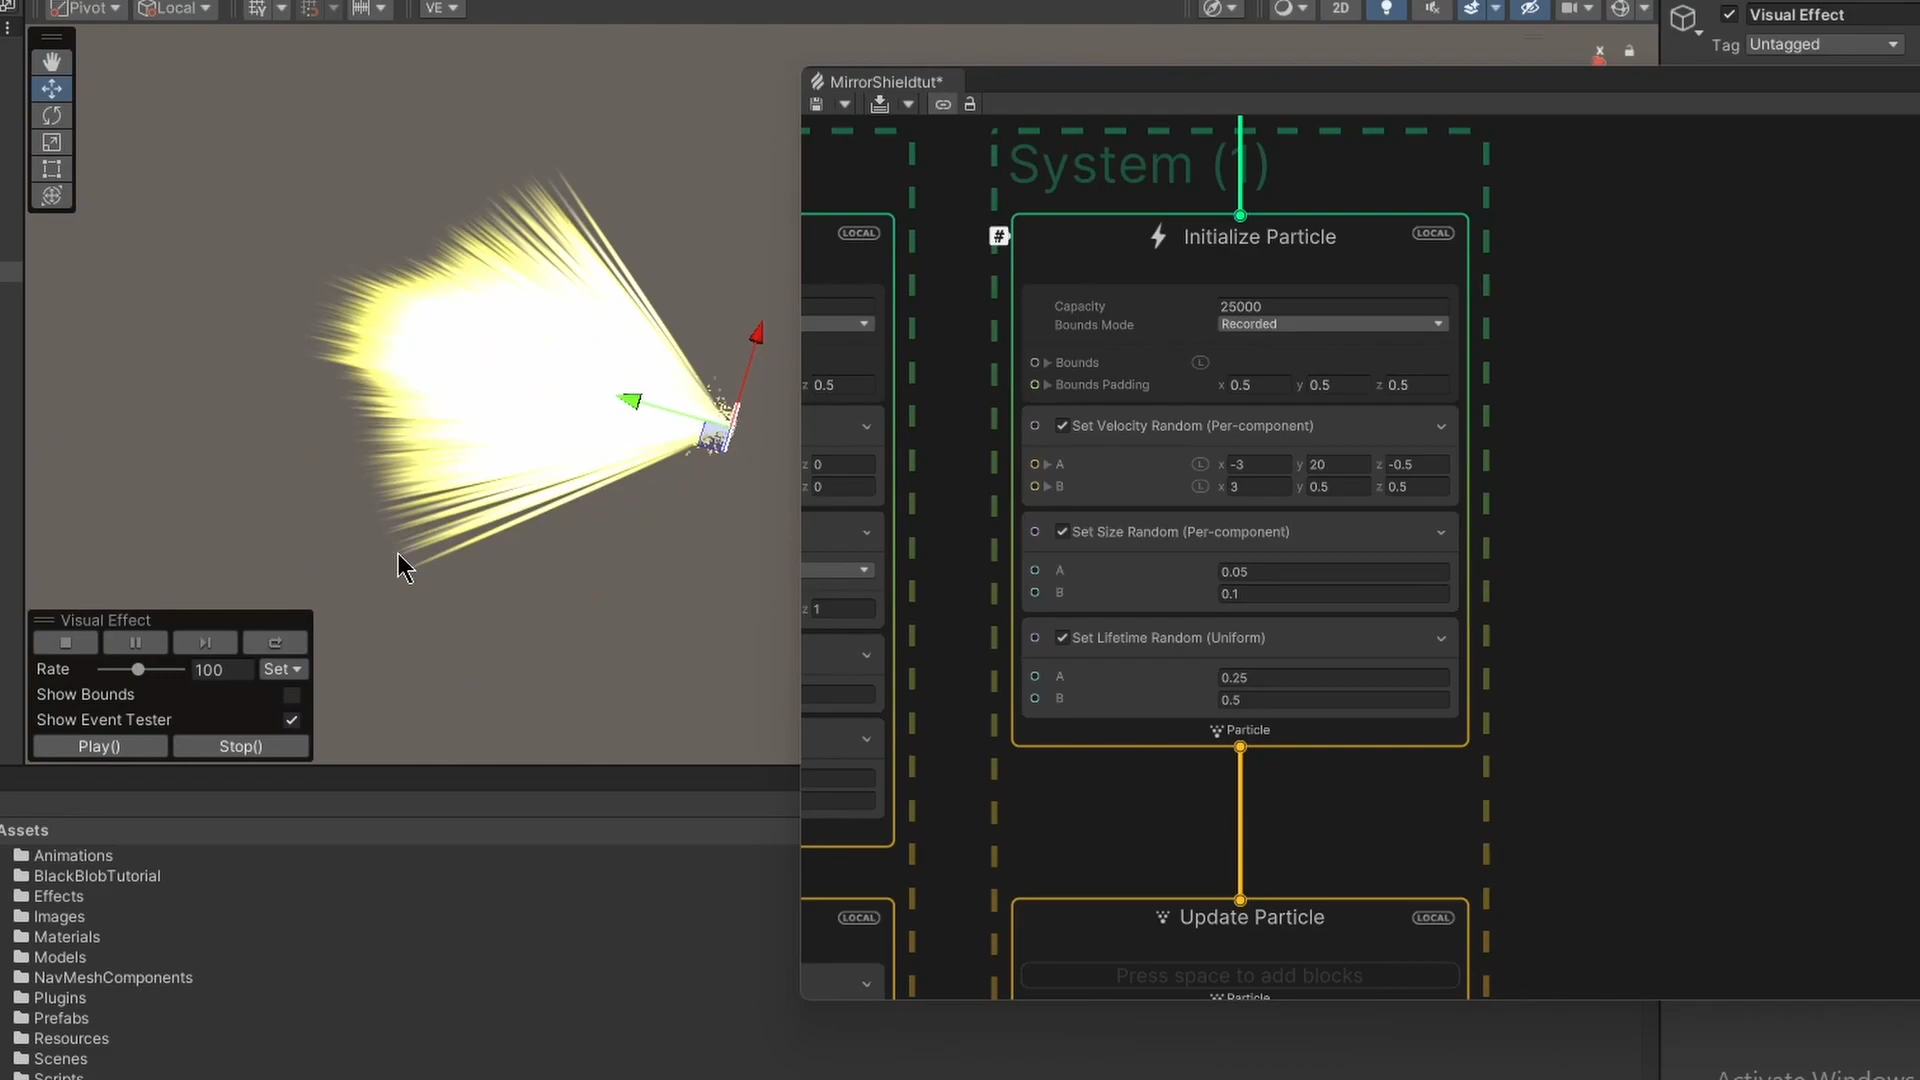 Pivot
Local
VE
2D
Visual Effect
Tag Untagged
x
MirrorShieldtut*
System (1)
LOCAL
# Initialize Particle LOCAL
Capacity 25000
Bounds Mode Recorded
Bounds L
z 0.5
Bounds Padding x 0.5 y 0.5 z 0.5
Set Velocity Random (Per-component)
z 0
A L x -3 y 20 z -0.5
z 0
B L x 3 y 0.5 z 0.5
Set Size Random (Per-component)
A 0.05
B 0.1
z 1
Set Lifetime Random (Uniform)
A 0.25
B 0.5
Particle
LOCAL
Update Particle LOCAL
Press space to add blocks
Particle
Visual Effect
Rate 100 Set
Show Bounds
Show Event Tester
Play() Stop()
Assets
Animations
BlackBlobTutorial
Effects
Images
Materials
Models
NavMeshComponents
Plugins
Prefabs
Resources
Scenes
Scripts
Activate Windows